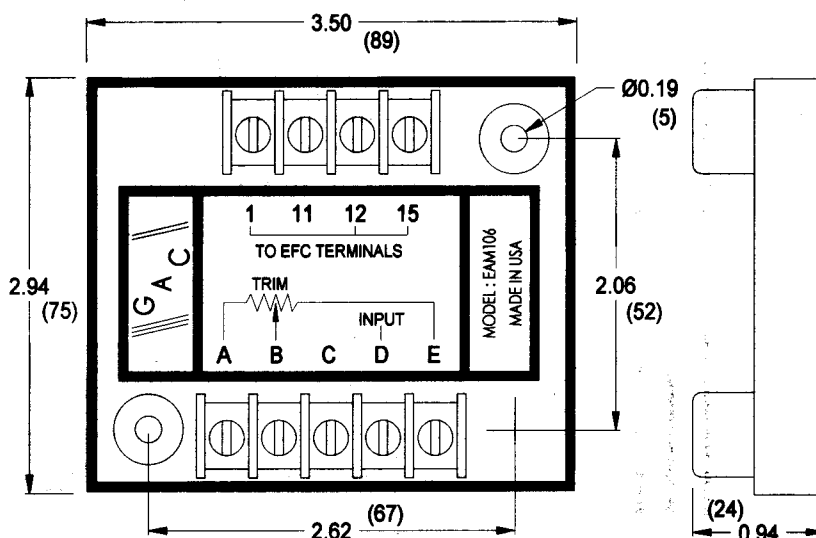 3.50
(89)
Ø0.19
(5)
1 11 12 15
TO EFC TERMINALS
TRIM
INPUT
A B C D E
GAC
MODEL : EAM106
MADE IN USA
2.94
(75)
2.06
(52)
(67)
2.62
(24)
0.94